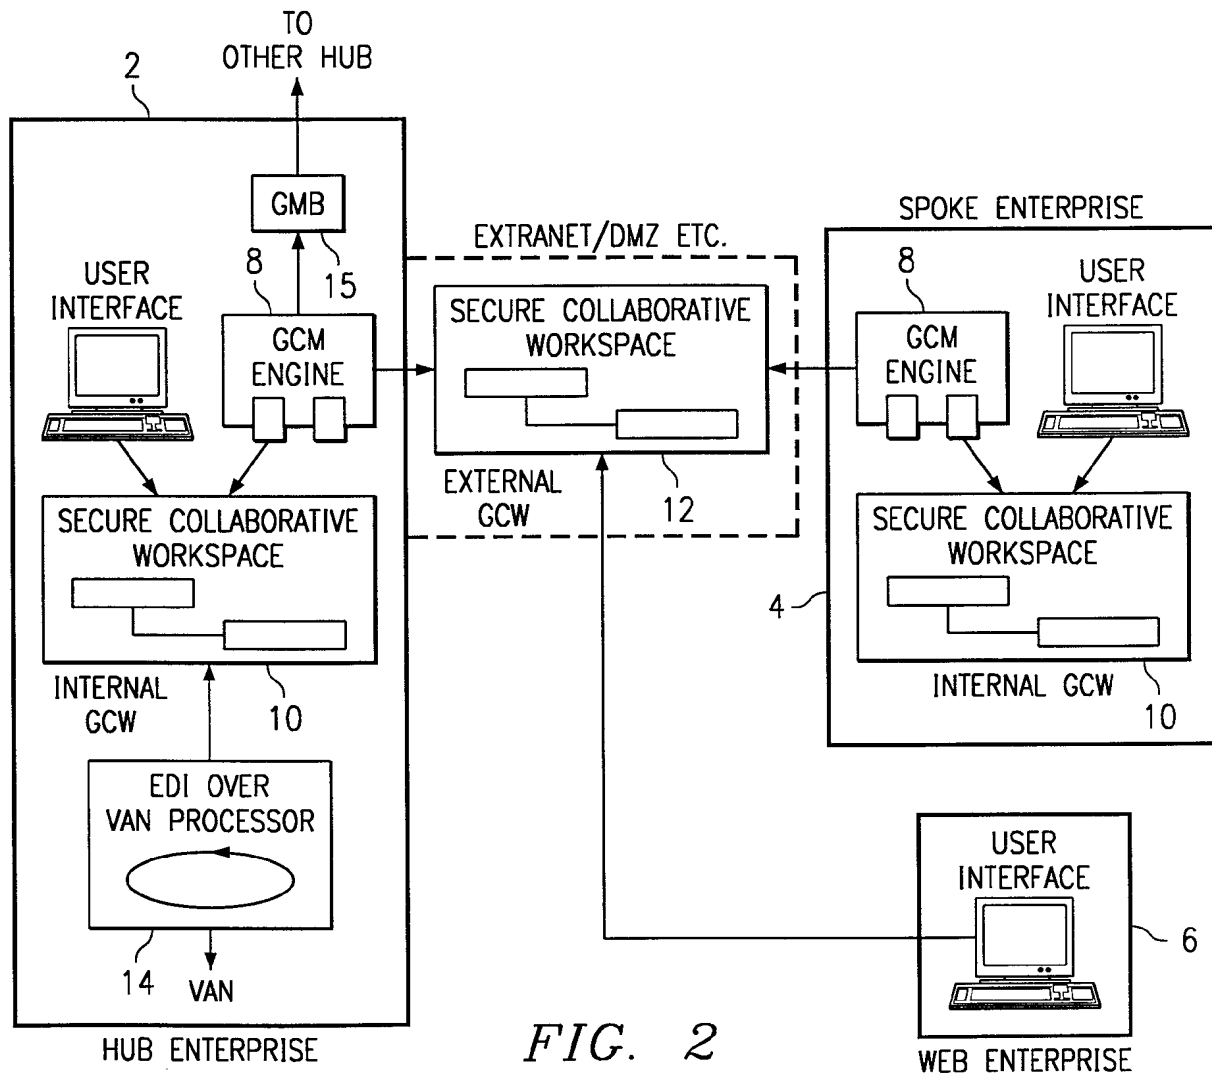 TO
OTHER HUB
2
GMB
15
8
USER
INTERFACE
GCM
ENGINE
SECURE COLLABORATIVE
WORKSPACE
INTERNAL
GCW
10
EDI OVER
VAN PROCESSOR
14
VAN
HUB ENTERPRISE
EXTRANET/DMZ ETC.
SECURE COLLABORATIVE
WORKSPACE
EXTERNAL
GCW
12
SPOKE ENTERPRISE
8
USER
INTERFACE
GCM
ENGINE
SECURE COLLABORATIVE
WORKSPACE
4
INTERNAL GCW
10
USER
INTERFACE
6
WEB ENTERPRISE
FIG. 2